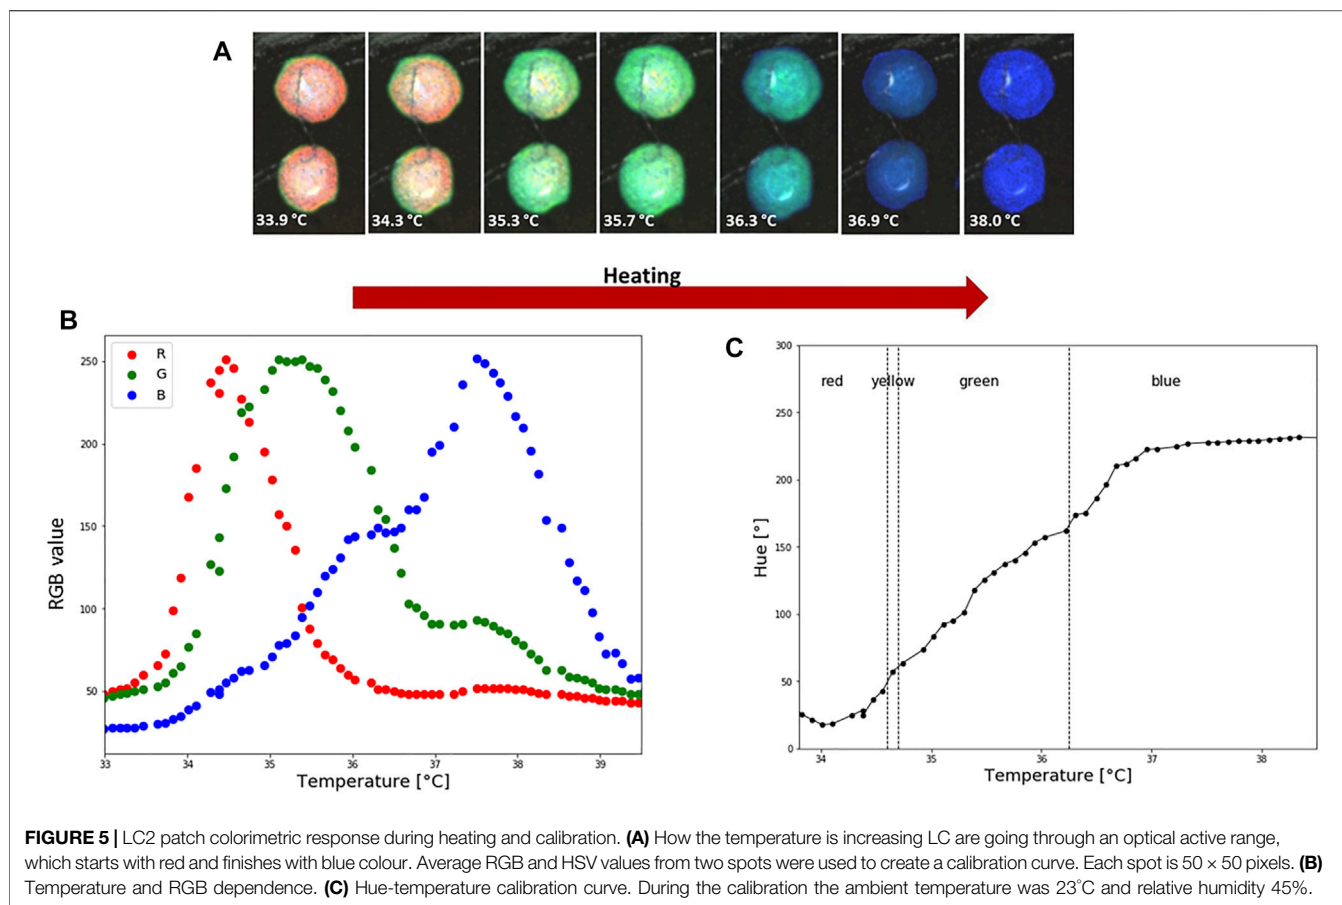 A
33.9 °C
34.3 °C
35.3 °C
35.7 °C
36.3 °C
36.9 °C
38.0 °C
Heating
B
R
G
B
250
200
150
100
50
RGB value
33
34
35
36
37
38
39
Temperature [°C]
C
red
yellow
green
blue
300
250
200
150
100
50
0
Hue [°]
34
35
36
37
38
Temperature [°C]
FIGURE 5 | LC2 patch colorimetric response during heating and calibration. (A) How the temperature is increasing LC are going through an optical active range,
which starts with red and finishes with blue colour. Average RGB and HSV values from two spots were used to create a calibration curve. Each spot is 50 × 50 pixels. (B)
Temperature and RGB dependence. (C) Hue-temperature calibration curve. During the calibration the ambient temperature was 23°C and relative humidity 45%.